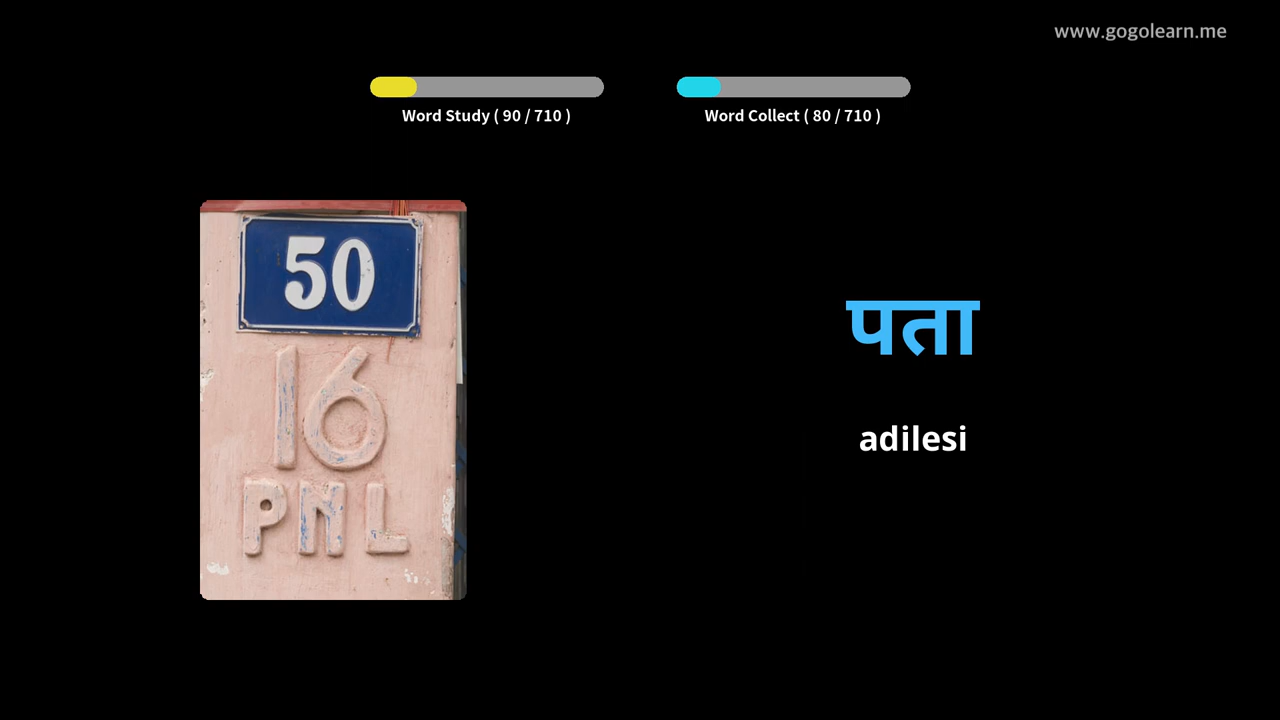 www.gogolearn.me
Word Study ( 90 / 710 )
Word Collect ( 80 / 710 )
50
16
PNL
पता
adilesi